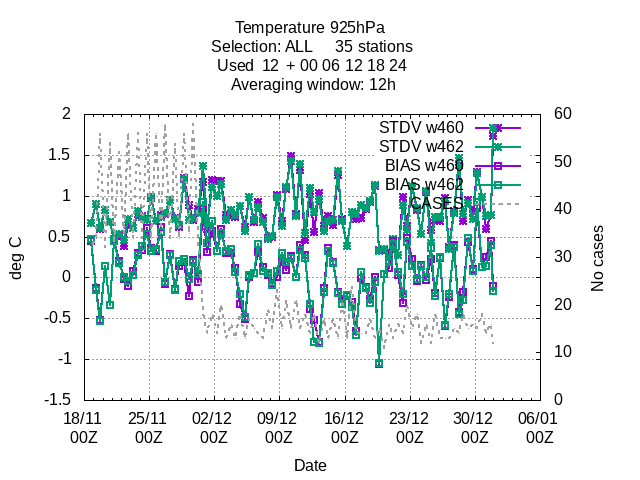 Temperature 925hPa
Selection: ALL 35 stations
Used 12 + 00 06 12 18 24
Averaging window: 12h
STDV w460
STDV w462
BIAS w460
BIAS w462
CASES
deg C
No cases
2
1.5
1
0.5
0
-0.5
-1
-1.5
60
50
40
30
20
10
0
18/11 25/11 02/12 09/12 16/12 23/12 30/12 06/01
00Z 00Z 00Z 00Z 00Z 00Z 00Z 00Z
Date